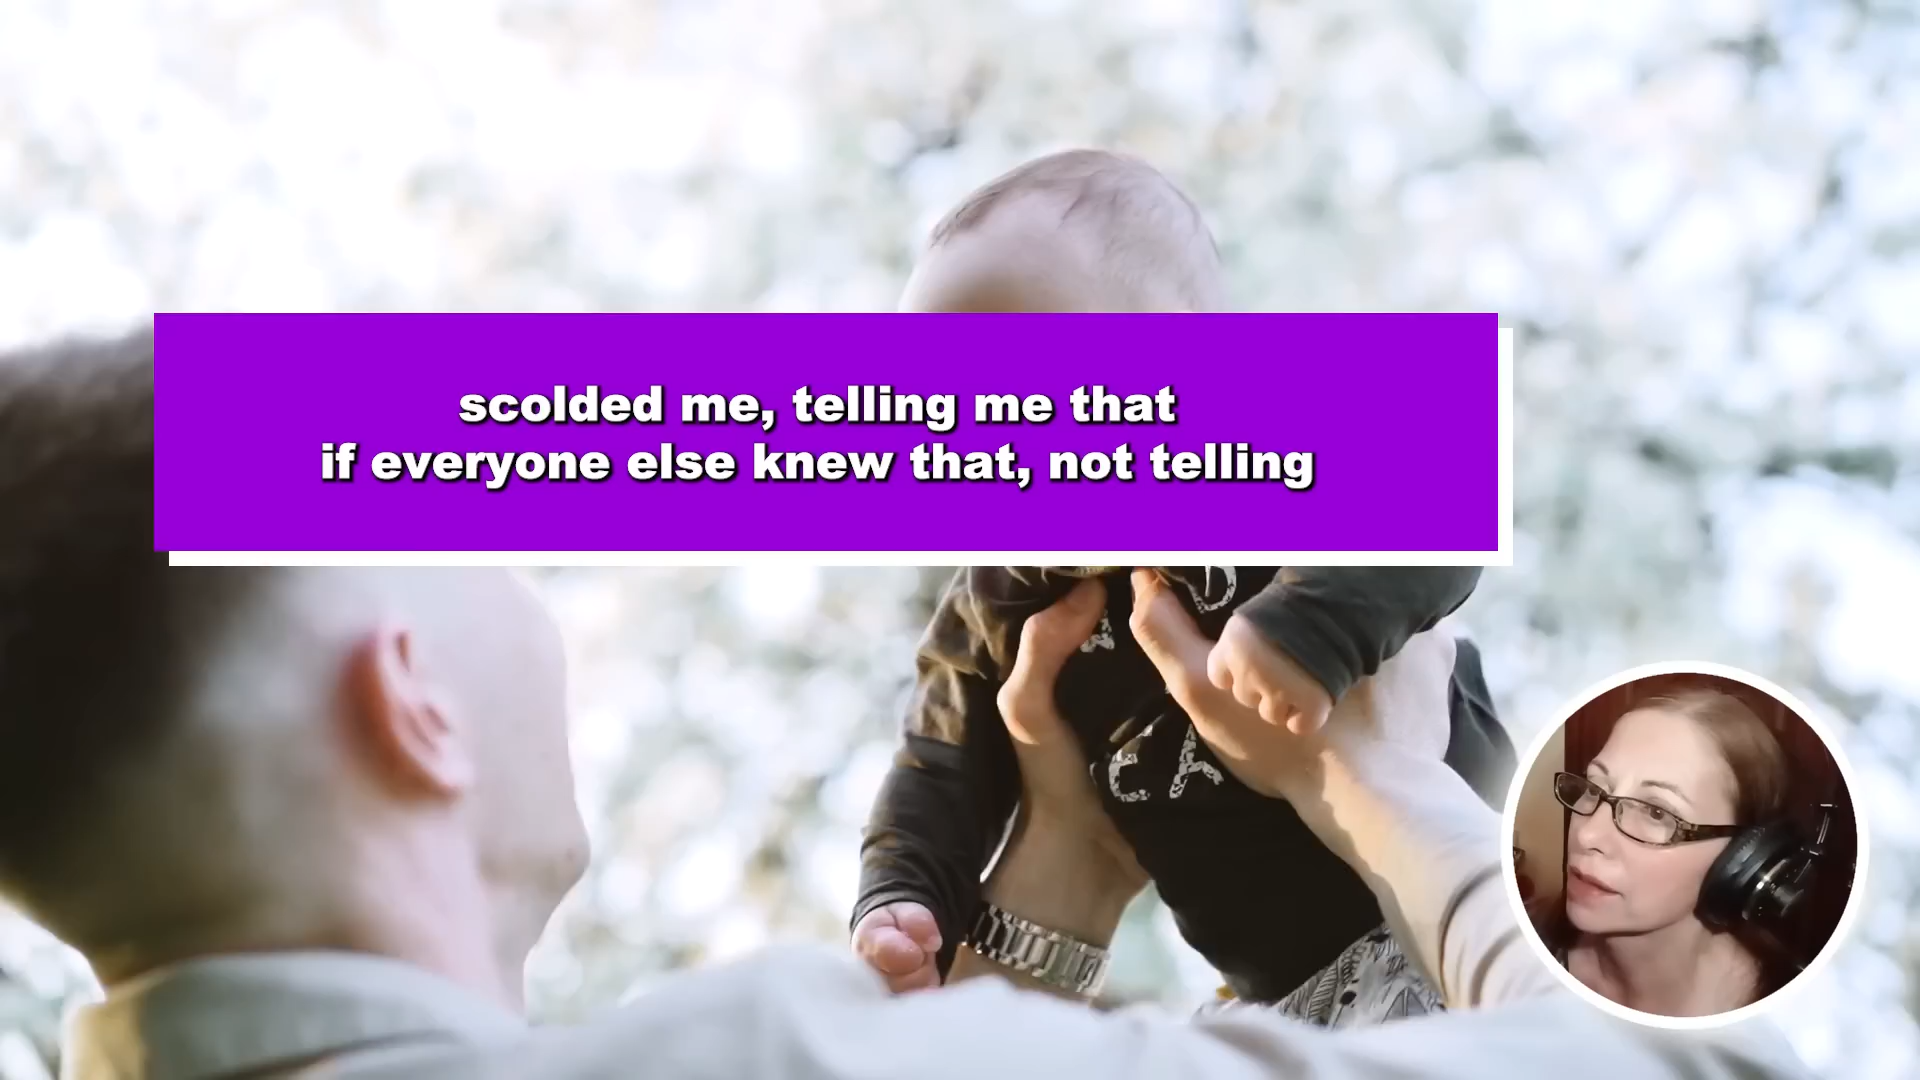 scolded me, telling me that
if everyone else knew that, not telling